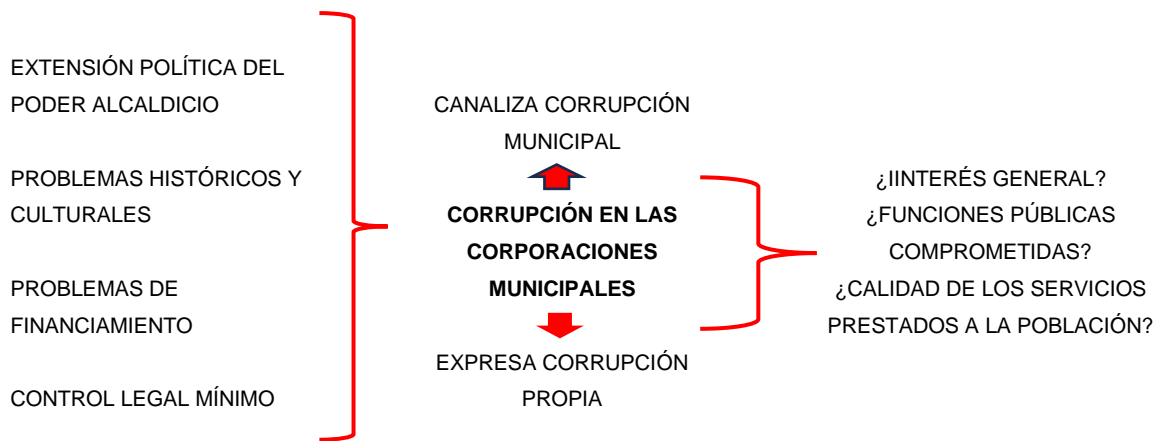 EXTENSIÓN POLÍTICA DEL
PODER ALCALDICIO
PROBLEMAS HISTÓRICOS Y
CULTURALES
PROBLEMAS DE
FINANCIAMIENTO
CONTROL LEGAL MÍNIMO
CANALIZA CORRUPCIÓN
MUNICIPAL
CORRUPCIÓN EN LAS
CORPORACIONES
MUNICIPALES
EXPRESA CORRUPCIÓN
PROPIA
¿IINTERÉS GENERAL?
¿FUNCIONES PÚBLICAS
COMPROMETIDAS?
¿CALIDAD DE LOS SERVICIOS
PRESTADOS A LA POBLACIÓN?